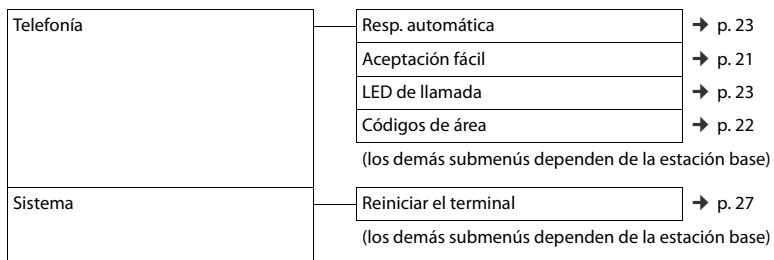 Telefonía
Resp. automática ➔ p. 23
Aceptación fácil ➔ p. 21
LED de llamada ➔ p. 23
Códigos de área ➔ p. 22
(los demás submenús dependen de la estación base)
Sistema
Reiniciar el terminal ➔ p. 27
(los demás submenús dependen de la estación base)